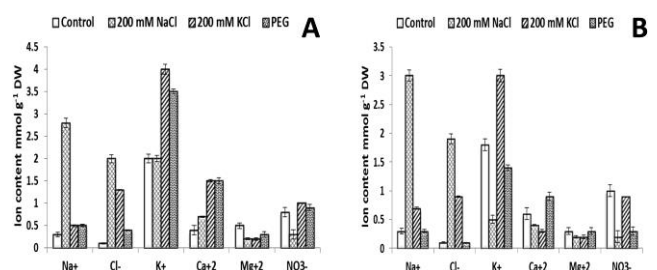 Control 200 mM NaCl 200 mM KCl PEG
A
Ion content mmol g⁻¹ DW
4.5
4
3.5
3
2.5
2
1.5
1
0.5
0
Na+ Cl- K+ Ca+2 Mg+2 NO3-
Control 200 mM NaCl 200 mM KCl PEG
B
Ion content mmol g⁻¹ DW
3.5
3
2.5
2
1.5
1
0.5
0
Na+ Cl- K+ Ca+2 Mg+2 NO3-